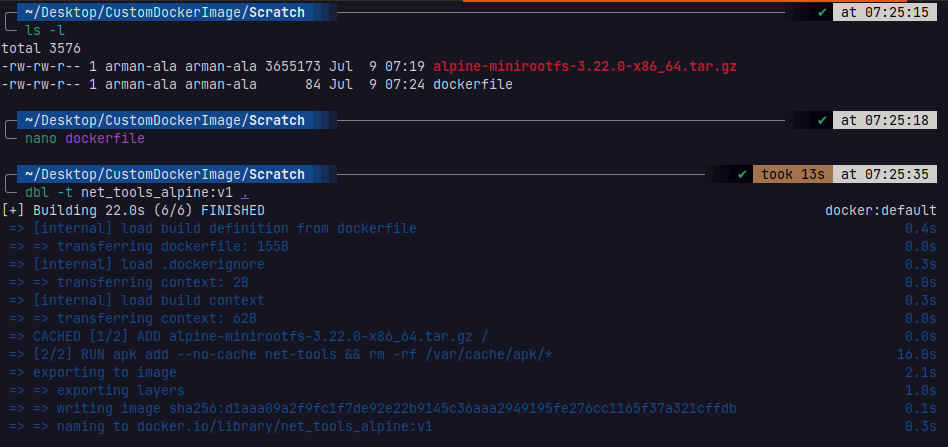 ~/Desktop/CustomDockerImage/Scratch ✔ at 07:25:15
ls -l
total 3576
-rw-rw-r-- 1 arman-ala arman-ala 3655173 Jul  9 07:19 alpine-minirootfs-3.22.0-x86_64.tar.gz
-rw-rw-r-- 1 arman-ala arman-ala      84 Jul  9 07:24 dockerfile
~/Desktop/CustomDockerImage/Scratch ✔ at 07:25:18
nano dockerfile
~/Desktop/CustomDockerImage/Scratch ✔ took 13s at 07:25:35
dbl -t net_tools_alpine:v1 .
[+] Building 22.0s (6/6) FINISHED docker:default
=> [internal] load build definition from dockerfile 0.4s
=> => transferring dockerfile: 155B 0.0s
=> [internal] load .dockerignore 0.3s
=> => transferring context: 2B 0.0s
=> [internal] load build context 0.3s
=> => transferring context: 62B 0.0s
=> CACHED [1/2] ADD alpine-minirootfs-3.22.0-x86_64.tar.gz / 0.0s
=> [2/2] RUN apk add --no-cache net-tools && rm -rf /var/cache/apk/* 16.0s
=> exporting to image 2.1s
=> => exporting layers 1.0s
=> => writing image sha256:d1aaa09a2f9fc1f7de92e22b9145c36aaa2949195fe276cc1165f37a321cffdb 0.1s
=> => naming to docker.io/library/net_tools_alpine:v1 0.3s